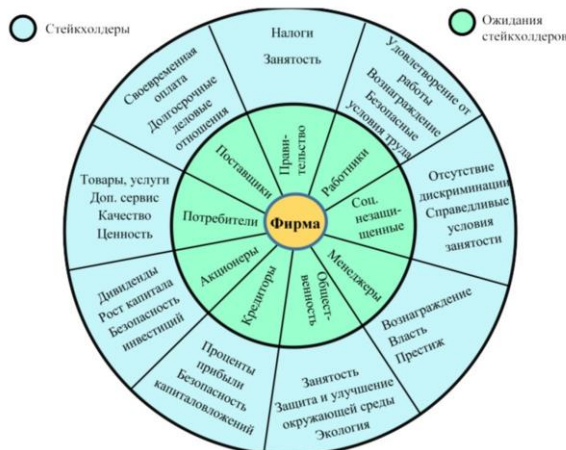 Стейкхолдеры
Ожидания
стейкхолдеров
Налоги
Занятость
Удовлетворение от
работы
Вознаграждение
Безопасные
условия труда
Отсутствие
дискриминации
Справедливые
условия
занятости
Вознаграждение
Власть
Престиж
Занятость
Защита и улучшение
окружающей среды
Экология
Проценты
прибыли
Безопасность
капиталовложений
Дивиденды
Рост капитала
Безопасность
инвестиций
Товары, услуги
Доп. сервис
Качество
Ценность
Своевременная
оплата
Долгосрочные
деловые
отношения
Прави-
тельство
Работники
Соц.
незащи-
щенные
Менеджеры
Общест-
венность
Кредиторы
Акционеры
Потребители
Поставщики
Фирма